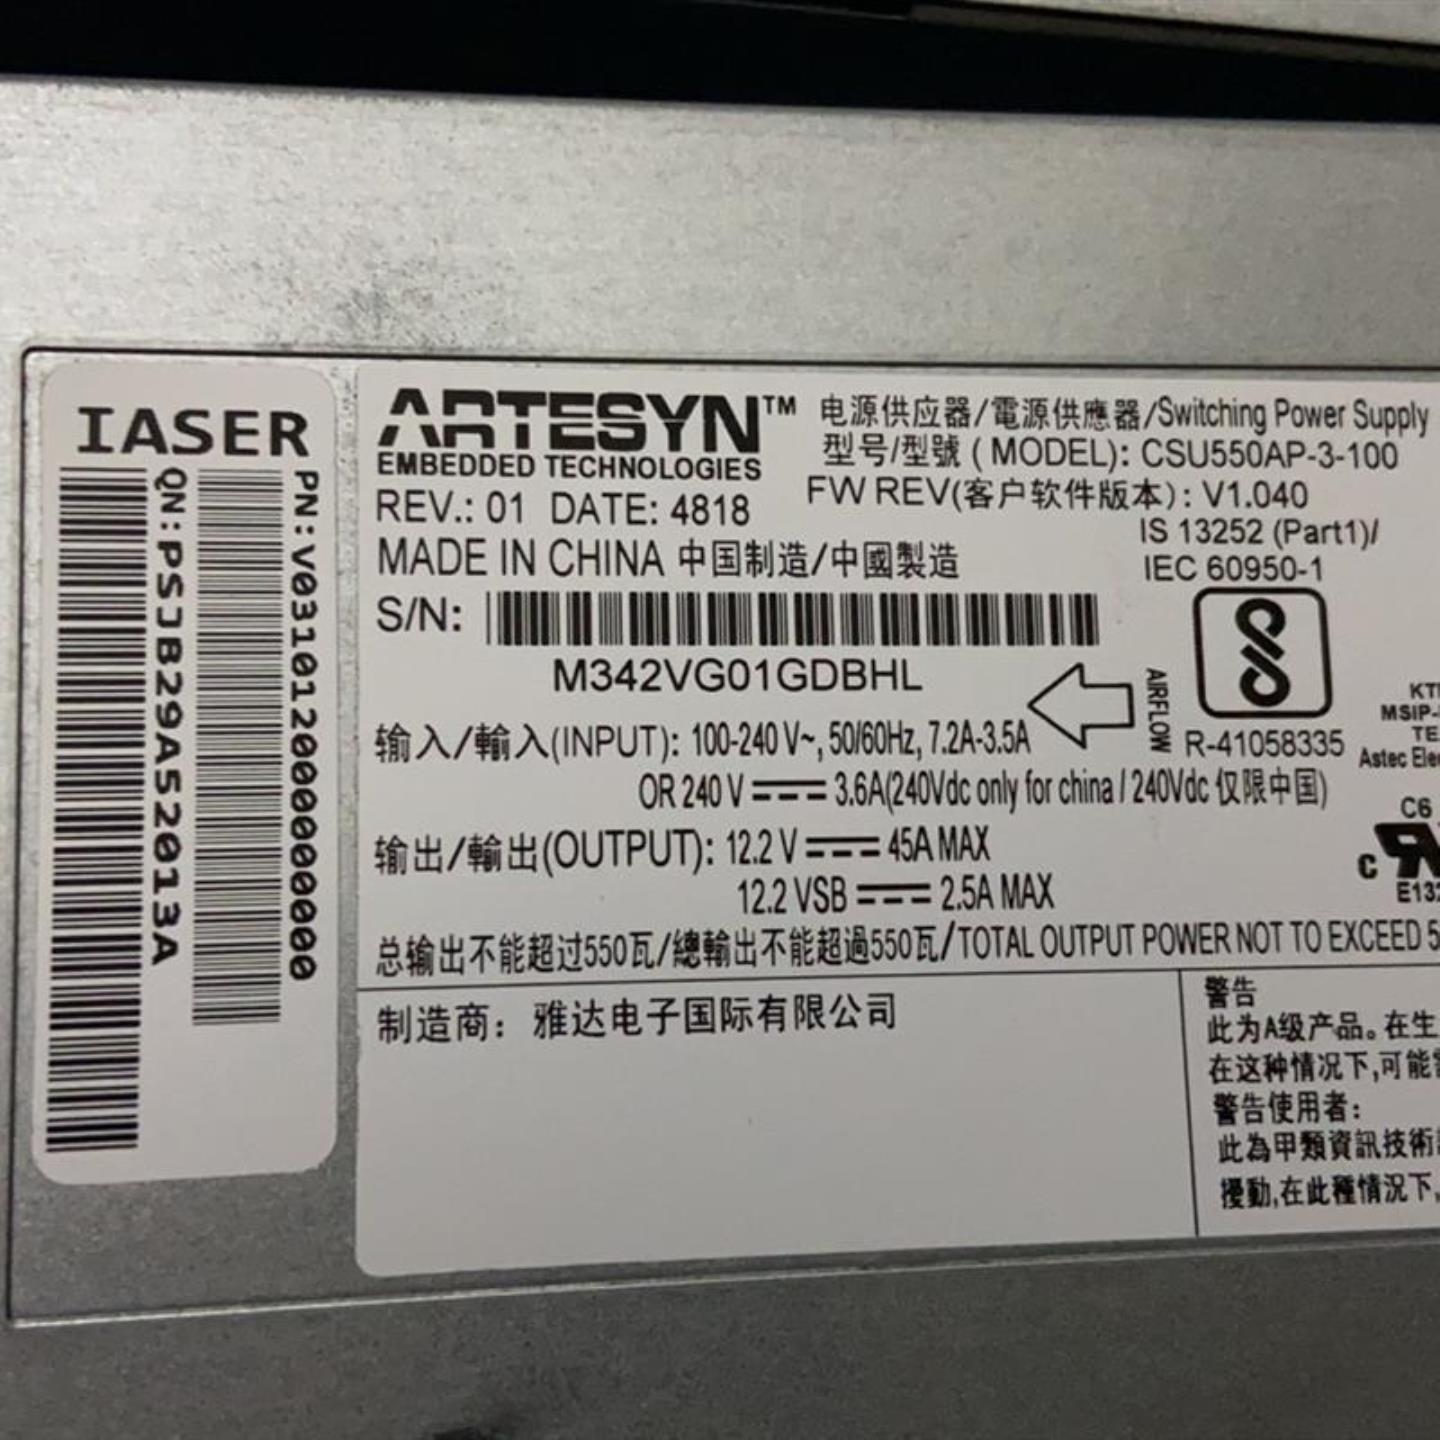 IASER
PN:V031012000000000
QN:PSJB29A52013A
ARTESYN™
EMBEDDED TECHNOLOGIES
电源供应器/電源供應器/Switching Power Supply
型号/型號 (MODEL): CSU550AP-3-100
REV.: 01 DATE: 4818
FW REV(客户软件版本): V1.040
IS 13252 (Part1)/
IEC 60950-1
MADE IN CHINA 中国制造/中國製造
S/N:
M342VG01GDBHL
AIRFLOW
R-41058335
输入/輸入(INPUT): 100-240 V~, 50/60Hz, 7.2A-3.5A
OR 240 V ⎓ 3.6A(240Vdc only for china / 240Vdc 仅限中国)
输出/輸出(OUTPUT): 12.2 V ⎓ 45A MAX
12.2 VSB ⎓ 2.5A MAX
总输出不能超过550瓦/總輸出不能超過550瓦/TOTAL OUTPUT POWER NOT TO EXCEED 5
制造商: 雅达电子国际有限公司
MSIP-
Astec Elec
C6
c
E132
警告
此为A级产品。在生
在这种情况下,可能
警告使用者:
此為甲類資訊技術
擾動,在此種情況下,